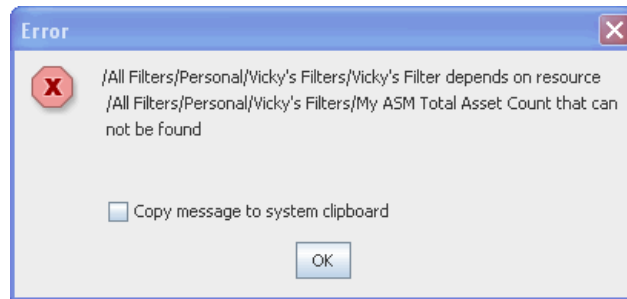 Error
/All Filters/Personal/Vicky's Filters/Vicky's Filter depends on resource
/All Filters/Personal/Vicky's Filters/My ASM Total Asset Count that can
not be found
Copy message to system clipboard
OK